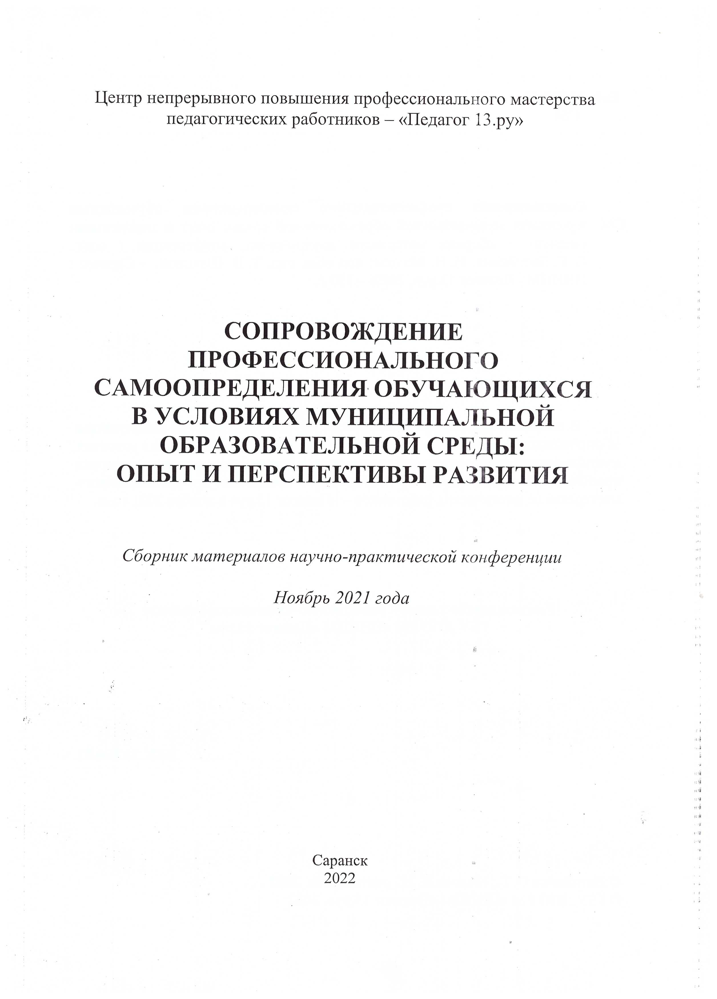 Центр непрерывного повышения профессионального мастерства
педагогических работников – «Педагог 13.ру»
СОПРОВОЖДЕНИЕ
ПРОФЕССИОНАЛЬНОГО
САМООПРЕДЕЛЕНИЯ ОБУЧАЮЩИХСЯ
В УСЛОВИЯХ МУНИЦИПАЛЬНОЙ
ОБРАЗОВАТЕЛЬНОЙ СРЕДЫ:
ОПЫТ И ПЕРСПЕКТИВЫ РАЗВИТИЯ
Сборник материалов научно-практической конференции
Ноябрь 2021 года
Саранск
2022